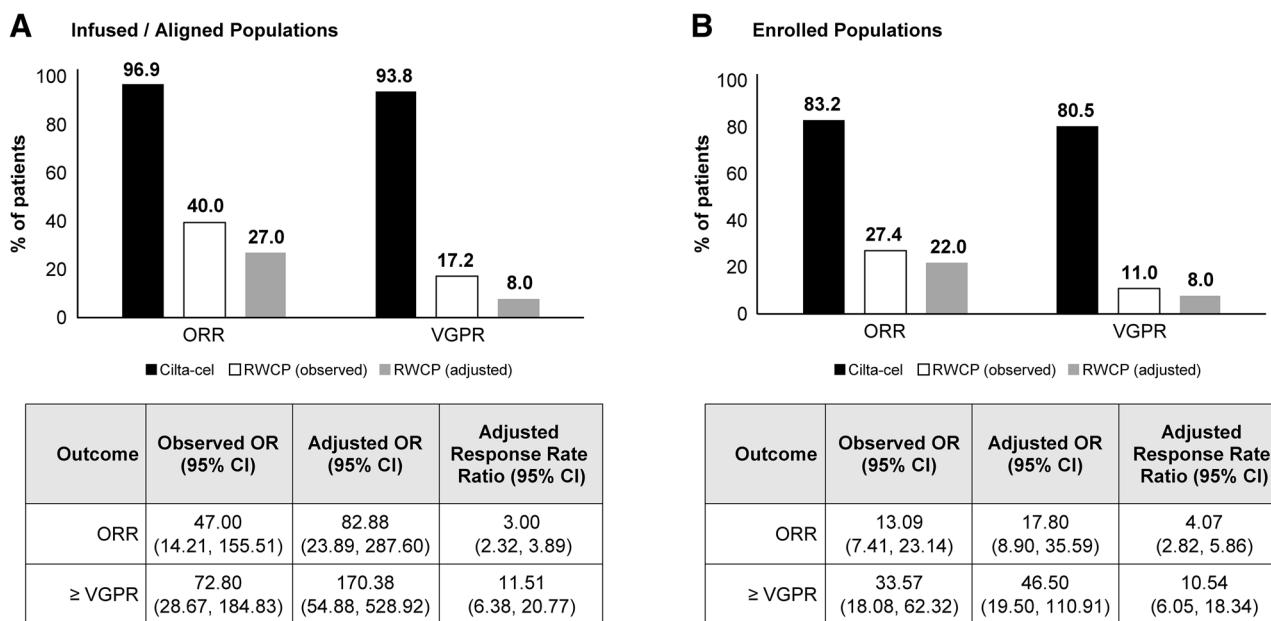 A Infused / Aligned Populations
% of patients
100
80
60
40
20
0
96.9
40.0
27.0
93.8
17.2
8.0
ORR
VGPR
Cilta-cel RWCP (observed) RWCP (adjusted)
Outcome
Observed OR
(95% CI)
Adjusted OR
(95% CI)
Adjusted
Response Rate
Ratio (95% CI)
ORR
47.00
(14.21, 155.51)
82.88
(23.89, 287.60)
3.00
(2.32, 3.89)
≥ VGPR
72.80
(28.67, 184.83)
170.38
(54.88, 528.92)
11.51
(6.38, 20.77)
B Enrolled Populations
% of patients
100
80
60
40
20
0
83.2
27.4
22.0
80.5
11.0
8.0
ORR
VGPR
Cilta-cel RWCP (observed) RWCP (adjusted)
Outcome
Observed OR
(95% CI)
Adjusted OR
(95% CI)
Adjusted
Response Rate
Ratio (95% CI)
ORR
13.09
(7.41, 23.14)
17.80
(8.90, 35.59)
4.07
(2.82, 5.86)
≥ VGPR
33.57
(18.08, 62.32)
46.50
(19.50, 110.91)
10.54
(6.05, 18.34)